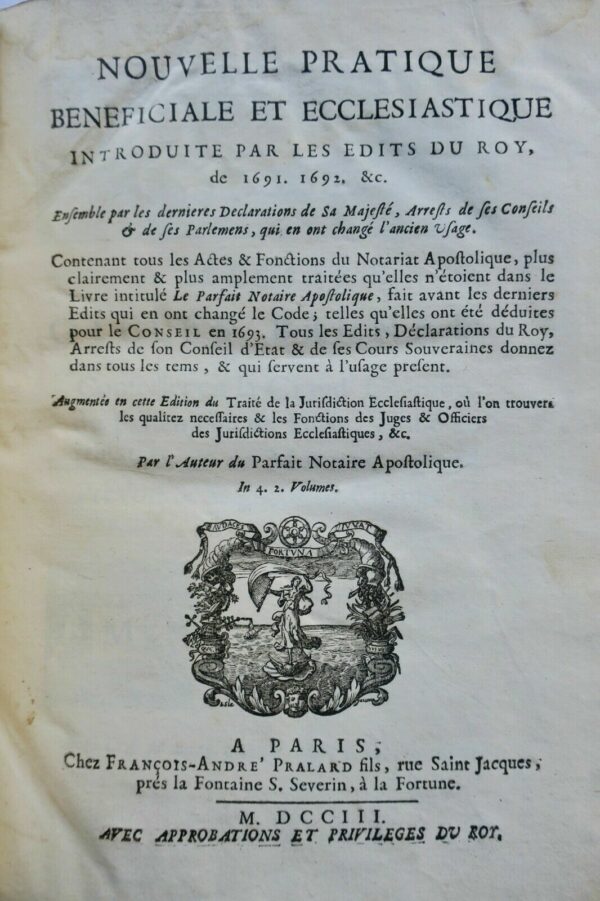 NOUVELLE PRATIQUE
BENEFICIALE ET ECCLESIASTIQUE
INTRODUITE PAR LES EDITS DU ROY,
de 1691. 1692. &c.
Ensemble par les dernieres Declarations de Sa Majesté, Arrests de ses Conseils
& de ses Parlemens, qui en ont changé l'ancien Usage.
Contenant tous les Actes & Fonctions du Notariat Apostolique, plus
clairement & plus amplement traitées qu'elles n'étoient dans le
Livre intitulé Le Parfait Notaire Apostolique, fait avant les derniers
Edits qui en ont changé le Code; telles qu'elles ont été déduites
pour le CONSEIL en 1693. Tous les Edits, Déclarations du Roy,
Arrests de son Conseil d'Etat & de ses Cours Souveraines donnez
dans tous les tems, & qui servent à l'usage present.
Augmentée en cette Edition du Traité de la Jurisdiction Ecclesiastique, où l'on trouvera
les qualitez necessaires & les Fonctions des Juges & Officiers
des Jurisdictions Ecclesiastiques, &c.
Par l'Auteur du Parfait Notaire Apostolique.
In 4. 2. Volumes.
AUDACES FORTUNA JUVAT
A PARIS,
Chez FRANÇOIS-ANDRE' PRALARD fils, rue Saint Jacques,
prés la Fontaine S. Severin, à la Fortune.
M. DCCIII.
AVEC APPROBATIONS ET PRIVILEGES DU ROY.